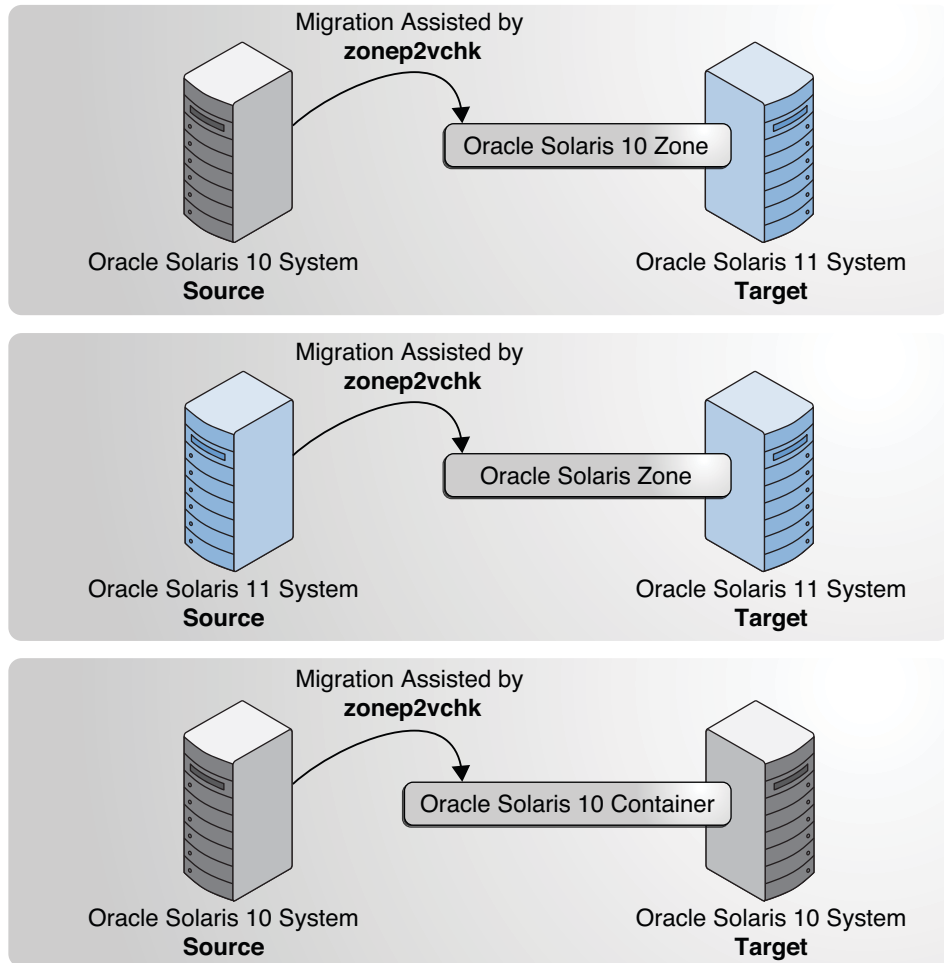 Migration Assisted by
zonep2vchk
Oracle Solaris 10 Zone
Oracle Solaris 10 System
Source
Oracle Solaris 11 System
Target
Migration Assisted by
zonep2vchk
Oracle Solaris Zone
Oracle Solaris 11 System
Source
Oracle Solaris 11 System
Target
Migration Assisted by
zonep2vchk
Oracle Solaris 10 Container
Oracle Solaris 10 System
Source
Oracle Solaris 10 System
Target